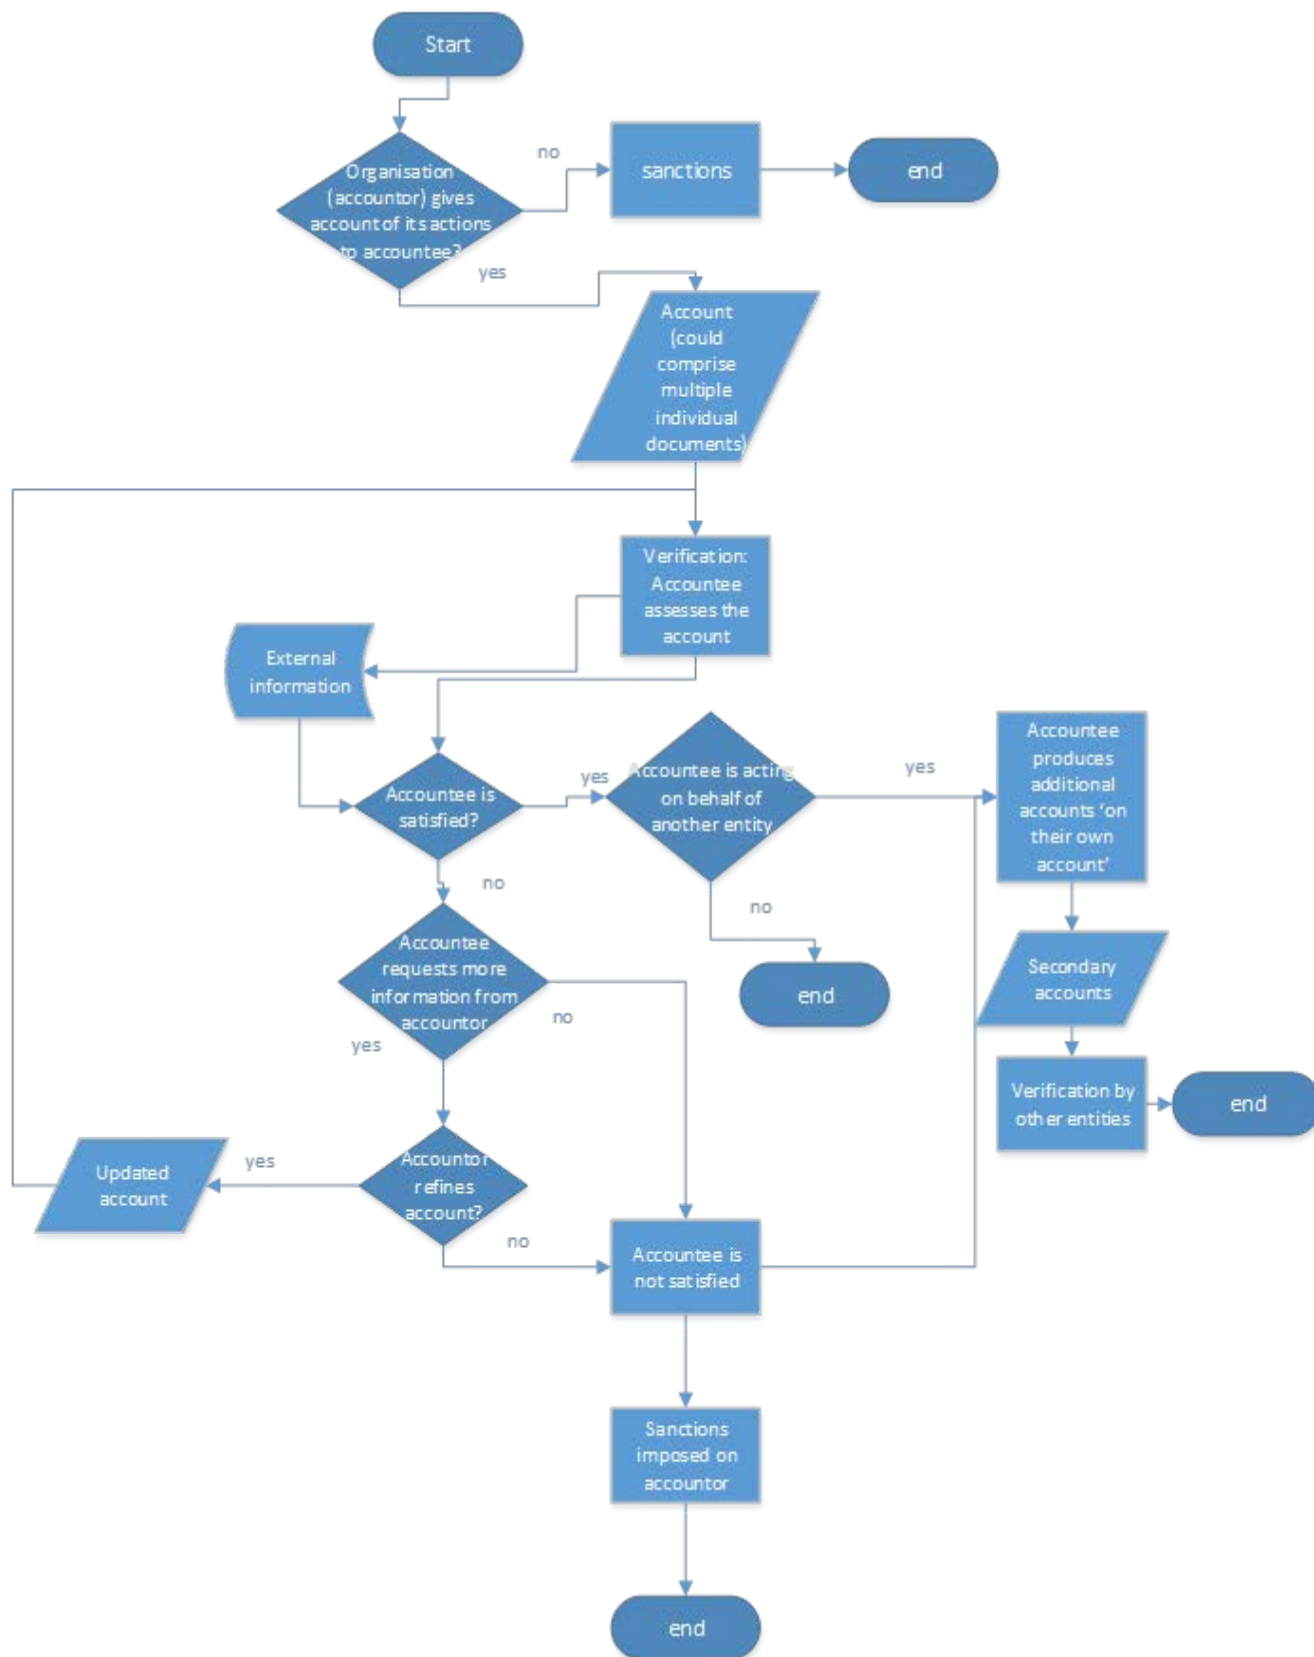 Start
Organisation
(accountor) gives
account of its actions
to accountee?
no
sanctions
end
yes
Account
(could
comprise
multiple
individual
documents)
Verification:
Accountee
assesses the
account
External
information
Accountee is
satisfied?
yes
Accountee is acting
on behalf of
another entity
yes
Accountee
produces
additional
accounts ‘on
their own
account’
no
no
end
Secondary
accounts
Verification by
other entities
end
Accountee
requests more
information from
accountor
no
yes
Accountor
refines
account?
yes
Updated
account
no
Accountee is
not satisfied
Sanctions
imposed on
accountor
end